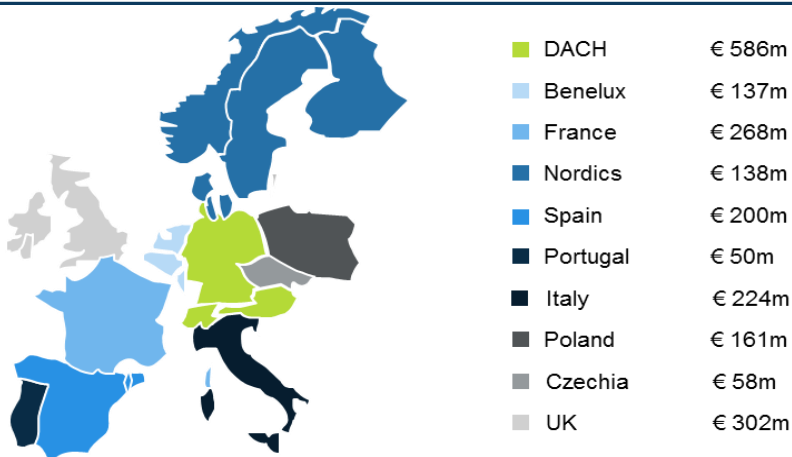 DACH € 586m
Benelux € 137m
France € 268m
Nordics € 138m
Spain € 200m
Portugal € 50m
Italy € 224m
Poland € 161m
Czechia € 58m
UK € 302m